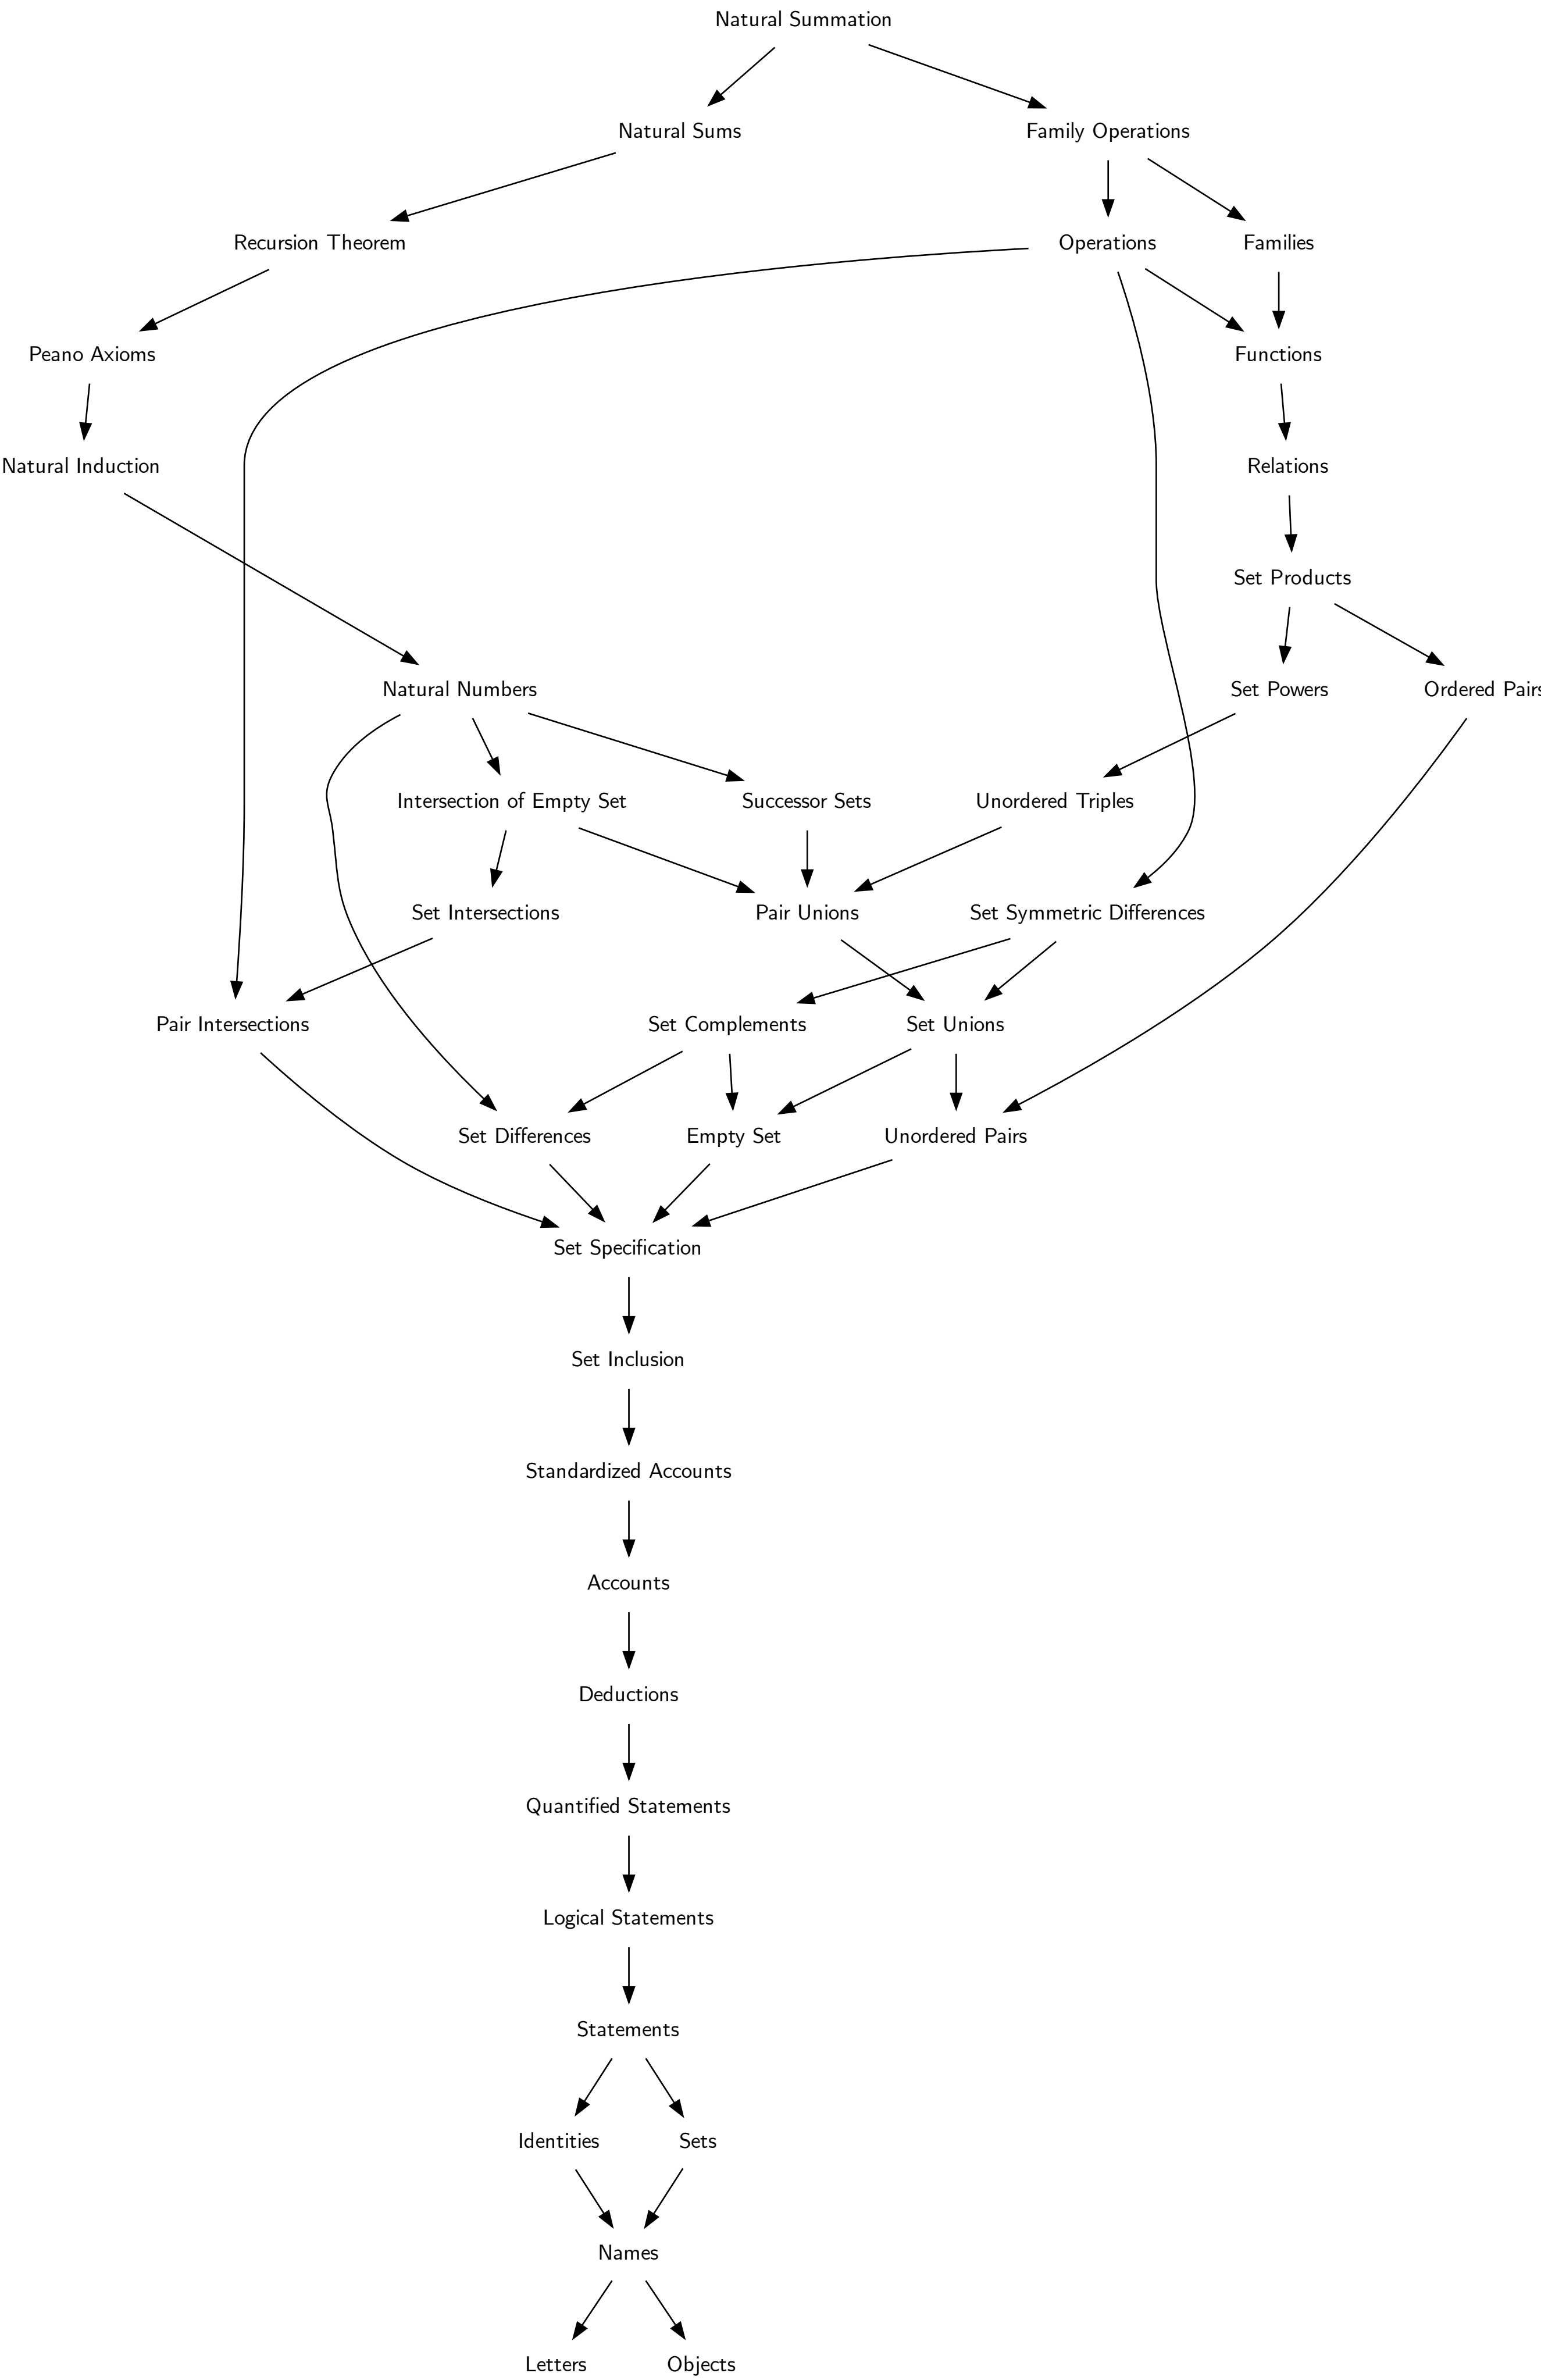 Natural Summation
Natural Sums
Family Operations
Recursion Theorem
Operations
Families
Peano Axioms
Functions
Natural Induction
Relations
Set Products
Natural Numbers
Set Powers
Ordered Pairs
Intersection of Empty Set
Successor Sets
Unordered Triples
Set Intersections
Pair Unions
Set Symmetric Differences
Pair Intersections
Set Complements
Set Unions
Set Differences
Empty Set
Unordered Pairs
Set Specification
Set Inclusion
Standardized Accounts
Accounts
Deductions
Quantified Statements
Logical Statements
Statements
Identities
Sets
Names
Letters
Objects